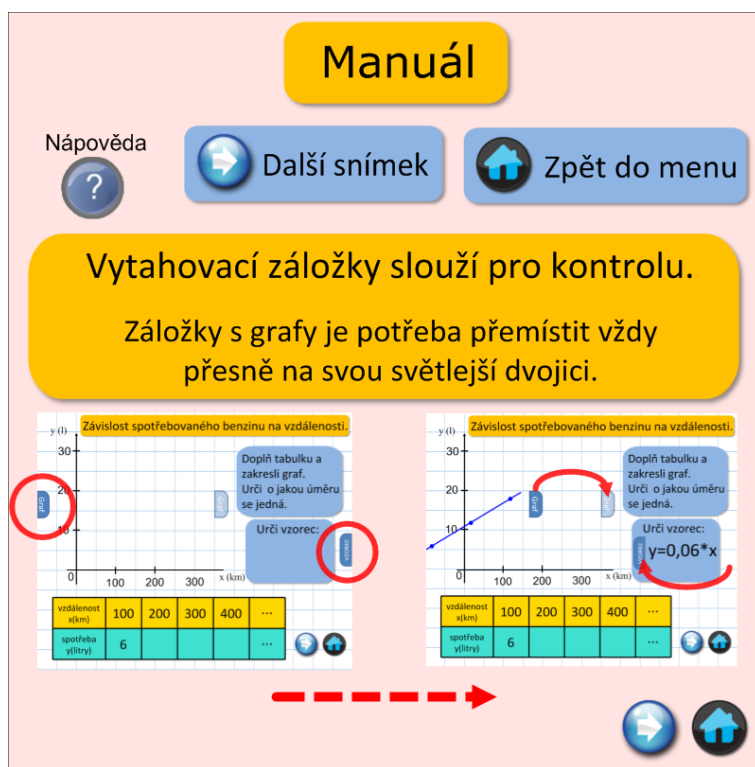 Manuál
Nápověda
?
Další snímek
Zpět do menu
Vytahovací záložky slouží pro kontrolu.
Záložky s grafy je potřeba přemístit vždy
přesně na svou světlejší dvojici.
y (l)
Závislost spotřebovaného benzinu na vzdálenosti.
30
20
10
0
100 200 300
x (km)
Graf
Graf
Doplň tabulku a
zakresli graf.
Urči o jakou úměru
se jedná.
Urči vzorec:
Vzorec
vzdálenost
x(km)
100 200 300 400 ...
spotřeba
y(litry)
6 ...
y (l)
Závislost spotřebovaného benzinu na vzdálenosti.
30
20
10
0
100 200 300
x (km)
Graf
Graf
Doplň tabulku a
zakresli graf.
Urči o jakou úměru
se jedná.
Urči vzorec:
Vzorec
y=0,06*x
vzdálenost
x(km)
100 200 300 400 ...
spotřeba
y(litry)
6 ...